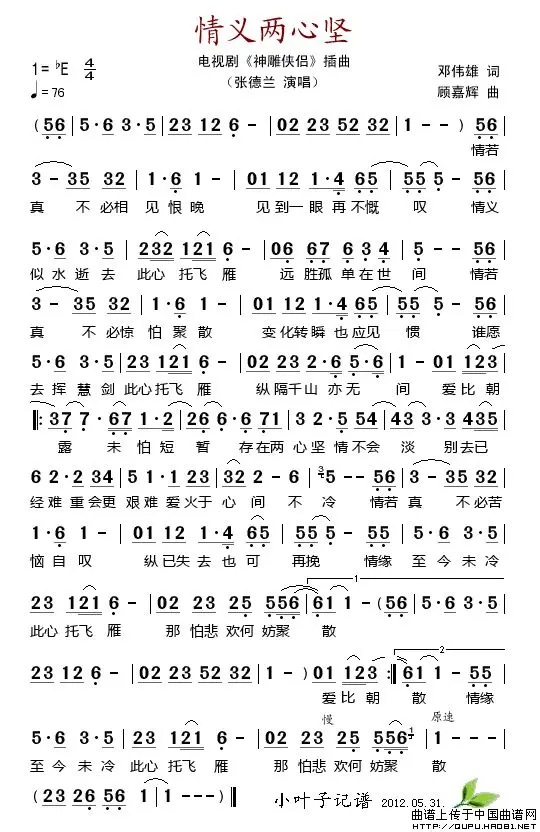 情义两心坚
电视剧《神雕侠侣》插曲
（张德兰 演唱）
1=♭E 4/4
♩=76
邓伟雄 词
顾嘉辉 曲
（56 | 5·6 3·5 | 23 12 6 - | 02 23 52 32 | 1 - - ）56 |
情若
3 - 35 32 | 1·6 1 - | 01 12 1·4 65 | 55 5 - 56 |
真 不必相 见恨晚 见到一眼再不慨 叹 情义
5·6 3·5 | 232 121 6 - | 06 67 6 3 4 | 5 - - 56 |
似水逝去 此心 托飞 雁 远 胜孤 单在世 间 情若
3 - 35 32 | 1·6 1 - | 01 12 1·4 65 | 55 5 - 56 |
真 不必惊 怕聚散 变化转瞬也应见 惯 谁愿
5·6 3·5 | 23 121 6 - | 02 23 2·6 5·6 | 1 - 01 123 |
去挥慧剑 此心托飞 雁 纵隔千山亦无 间 爱比朝
‖: 37 7·67 1·2 | 26 6·6 71 | 3 2·5 54 | 43 3·3 435 |
露 未怕短 暂 存在两心坚情不会 淡 别去已
6 2·2 34 | 5 1·1 23 | 32 2 - 6 | 3 5 - - 56 | 3 - 35 32 |
经难重会更 艰难爱火于 心 间 不 冷 情若真 不必苦
1·6 1 - | 01 12 1·4 65 | 5 - - 55 | 5·6 3·5 |
恼自叹 纵已失去也可 再挽 情缘 至今未冷
1
23 121 6 - | 02 23 25 556 | 61 1 - （56 | 5·6 3·5 |
此心托飞 雁 那怕悲欢何妨聚 散
2
23 12 6 - | 02 23 52 32 | 1 - ）01 123 :‖ 61 1 - 55 |
爱比朝 散 情缘
慢 原速
5·6 3·5 | 23 121 6 - | 02 23 25 556 1 | 1 - - - |
至今未冷 此心托飞 雁 那怕悲欢何妨聚 散
（23 23 26 | 1 - - - ）‖
小叶子记谱 2012.05.31.
曲谱上传于中国曲谱网
HTTP://QUPU.HAO81.NET